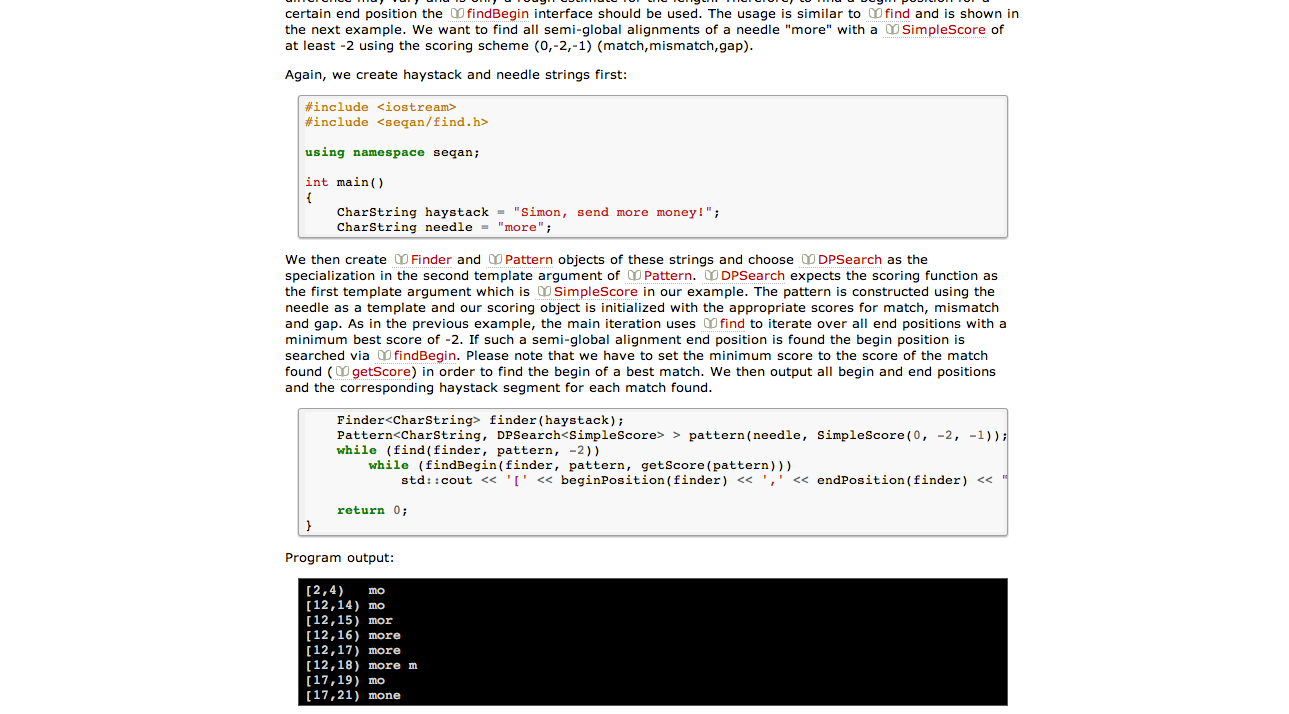 certain end position the findBegin interface should be used. The usage is similar to find and is shown in
the next example. We want to find all semi-global alignments of a needle "more" with a SimpleScore of
at least -2 using the scoring scheme (0,-2,-1) (match,mismatch,gap).
Again, we create haystack and needle strings first:
#include <iostream>
#include <seqan/find.h>
using namespace seqan;
int main()
{
CharString haystack = "Simon, send more money!";
CharString needle = "more";
We then create Finder and Pattern objects of these strings and choose DPSearch as the
specialization in the second template argument of Pattern. DPSearch expects the scoring function as
the first template argument which is SimpleScore in our example. The pattern is constructed using the
needle as a template and our scoring object is initialized with the appropriate scores for match, mismatch
and gap. As in the previous example, the main iteration uses find to iterate over all end positions with a
minimum best score of -2. If such a semi-global alignment end position is found the begin position is
searched via findBegin. Please note that we have to set the minimum score to the score of the match
found (getScore) in order to find the begin of a best match. We then output all begin and end positions
and the corresponding haystack segment for each match found.
Finder<CharString> finder(haystack);
Pattern<CharString, DPSearch<SimpleScore> > pattern(needle, SimpleScore(0, -2, -1));
while (find(finder, pattern, -2))
while (findBegin(finder, pattern, getScore(pattern)))
std::cout << '[' << beginPosition(finder) << ',' << endPosition(finder) << "
return 0;
}
Program output:
[2,4) mo
[12,14) mo
[12,15) mor
[12,16) more
[12,17) more
[12,18) more m
[17,19) mo
[17,21) mone